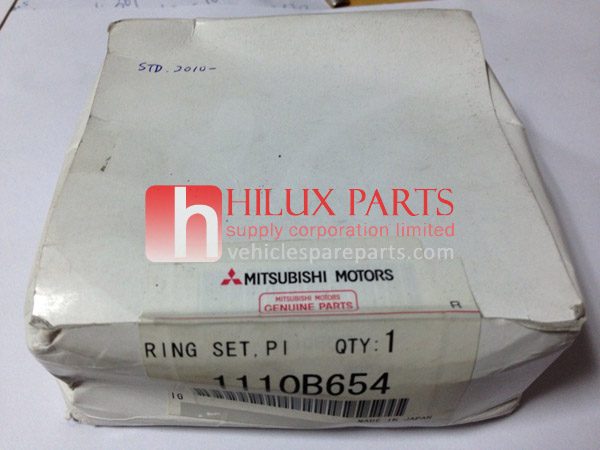 STD. 2010-
h HILUX PARTS
supply corporation limited
vehiclespareparts.com
MITSUBISHI MOTORS
MITSUBISHI MOTORS
GENUINE PARTS
R
RING SET, PI QTY: 1
1110B654
IG
MADE IN JAPAN